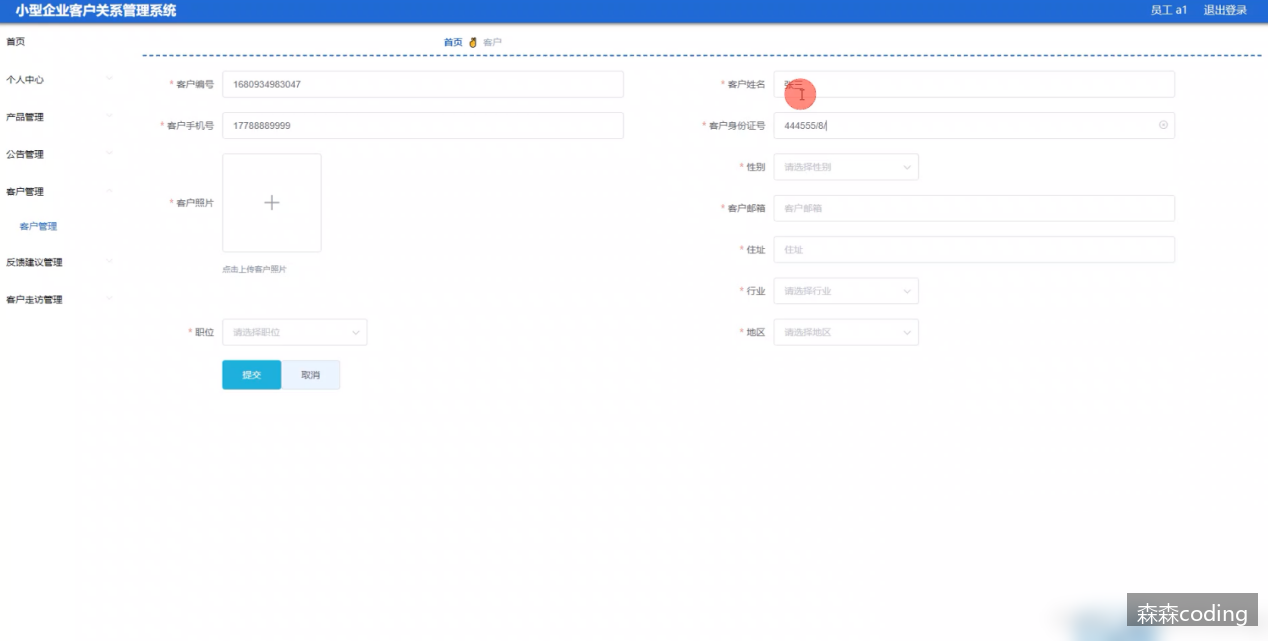 小型企业客户关系管理系统
员工 a1 退出登录
首页
个人中心
产品管理
公告管理
客户管理
客户管理
反馈建议管理
客户走访管理
首页 客户
* 客户编号 1680934983047
* 客户姓名 张三
* 客户手机号 17788889999
* 客户身份证号 444555/8/
* 客户照片
点击上传客户照片
* 性别 请选择性别
* 客户邮箱 客户邮箱
* 住址 住址
* 行业 请选择行业
* 职位 请选择职位
* 地区 请选择地区
提交 取消
森森coding